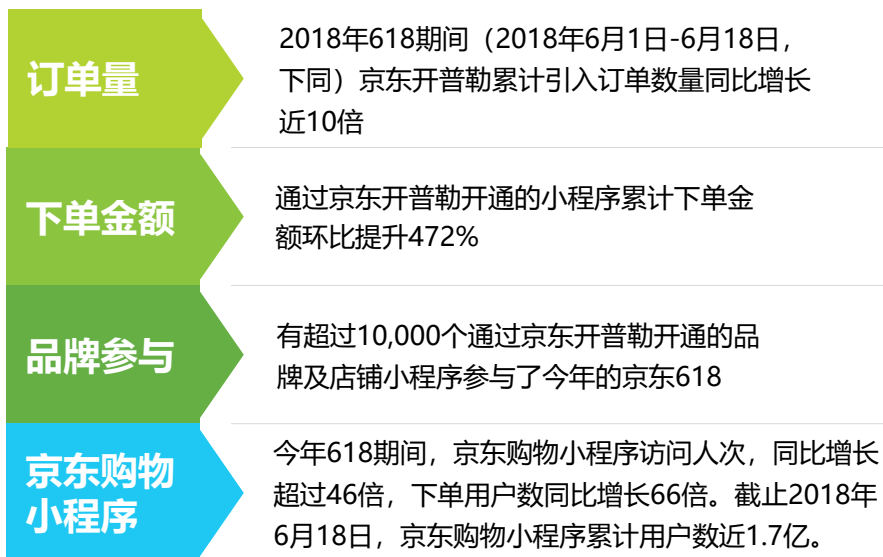 订单量
2018年618期间（2018年6月1日-6月18日，
下同）京东开普勒累计引入订单数量同比增长
近10倍
下单金额
通过京东开普勒开通的小程序累计下单金
额环比提升472%
品牌参与
有超过10,000个通过京东开普勒开通的品
牌及店铺小程序参与了今年的京东618
京东购物
小程序
今年618期间，京东购物小程序访问人次，同比增长
超过46倍，下单用户数同比增长66倍。截止2018年
6月18日，京东购物小程序累计用户数近1.7亿。